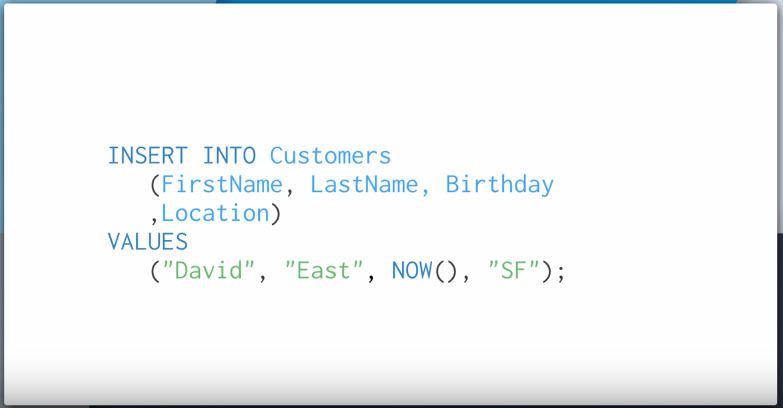 INSERT INTO Customers
(FirstName, LastName, Birthday
,Location)
VALUES
("David", "East", NOW(), "SF");